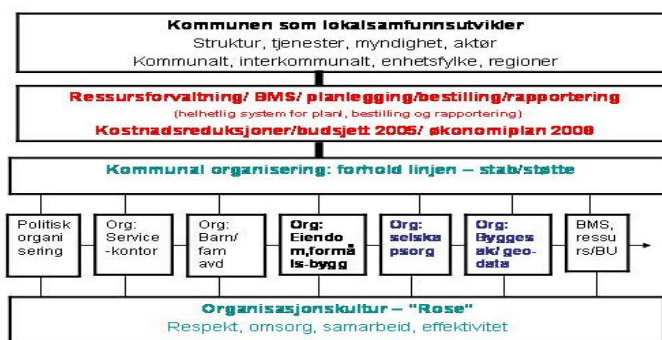 Kommunen som lokalsamfunnsutvikler
Struktur, tjenester, myndighet, aktør
Kommunalt, interkommunalt, enhetsfylke, regioner
Ressursforvaltning/ BMS/ planlegging/bestilling/rapportering
(helhetlig system for planl, bestilling og rapportering)
Kostnadsreduksjoner/budsjett 2005/ økonomiplan 2008
Kommunal organisering: forhold linjen – stab/støtte
Politisk
organi
sering
Org:
Service
-kontor
Org:
Barn/
fam
avd
Org:
Eiendo
m,formå
ls-bygg
Org:
selska
psorg
Org:
Bygges
ak/ geo-
data
BMS,
ressu
rs/BU
Organisasjonskultur – "Rose"
Respekt, omsorg, samarbeid, effektivitet